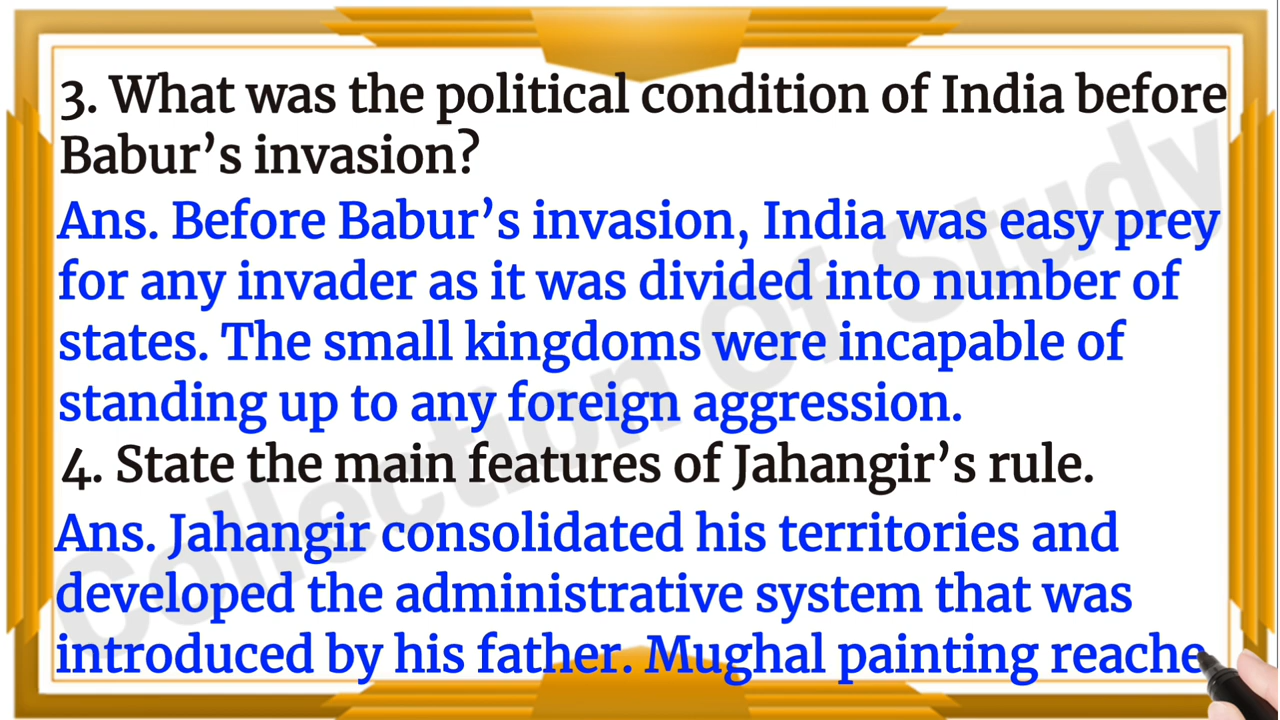 3. What was the political condition of India before
Babur’s invasion?
Ans. Before Babur’s invasion, India was easy prey
for any invader as it was divided into number of
states. The small kingdoms were incapable of
standing up to any foreign aggression.
4. State the main features of Jahangir’s rule.
Ans. Jahangir consolidated his territories and
developed the administrative system that was
introduced by his father. Mughal painting reache
Collection Of Study